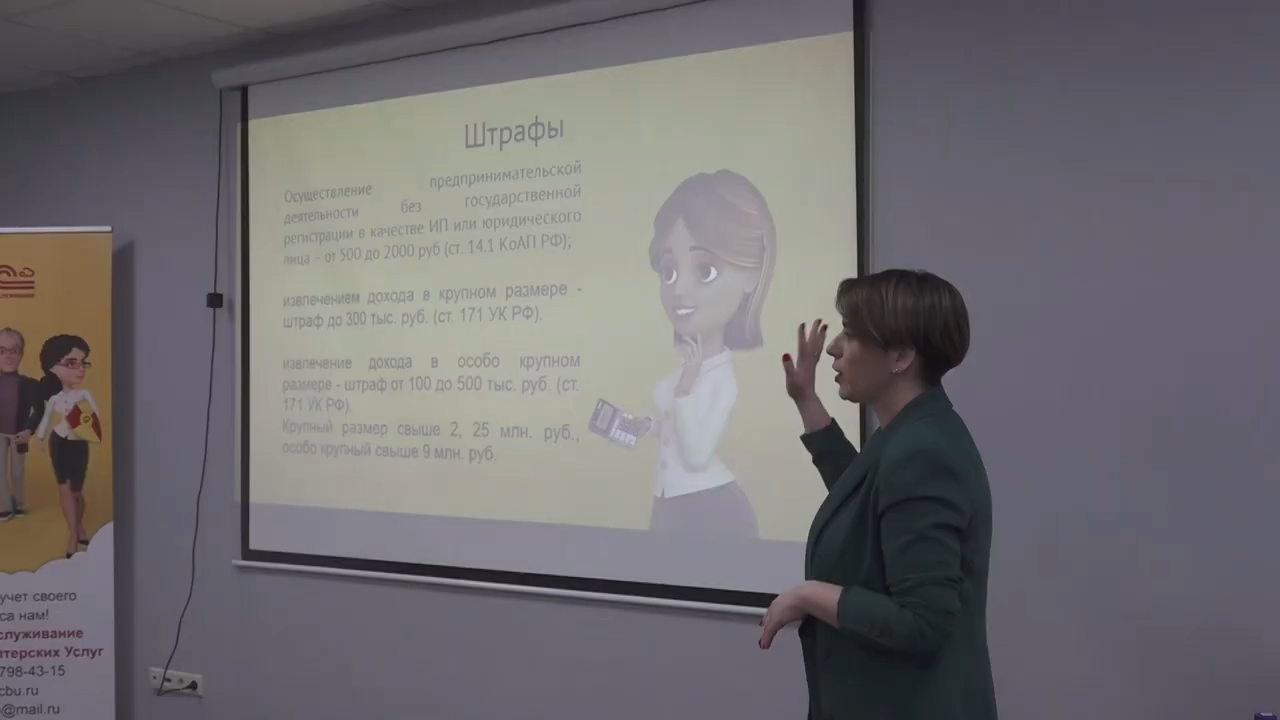 Штрафы
Осуществление предпринимательской
деятельности без государственной
регистрации в качестве ИП или юридического
лица - от 500 до 2000 руб (ст. 14.1 КоАП РФ);
извлечением дохода в крупном размере -
штраф до 300 тыс. руб. (ст. 171 УК РФ).
извлечение дохода в особо крупном
размере - штраф от 100 до 500 тыс. руб. (ст.
171 УК РФ).
Крупный размер свыше 2, 25 млн. руб.,
особо крупный свыше 9 млн. руб.
учет своего
са нам!
служивание
терских Услуг
798-43-15
cbu.ru
@mail.ru